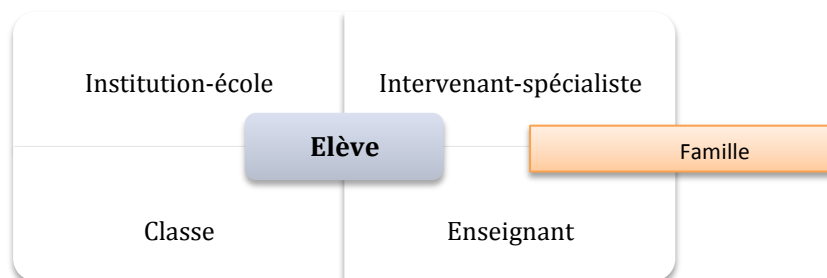 Institution-école
Intervenant-spécialiste
Elève
Famille
Classe
Enseignant